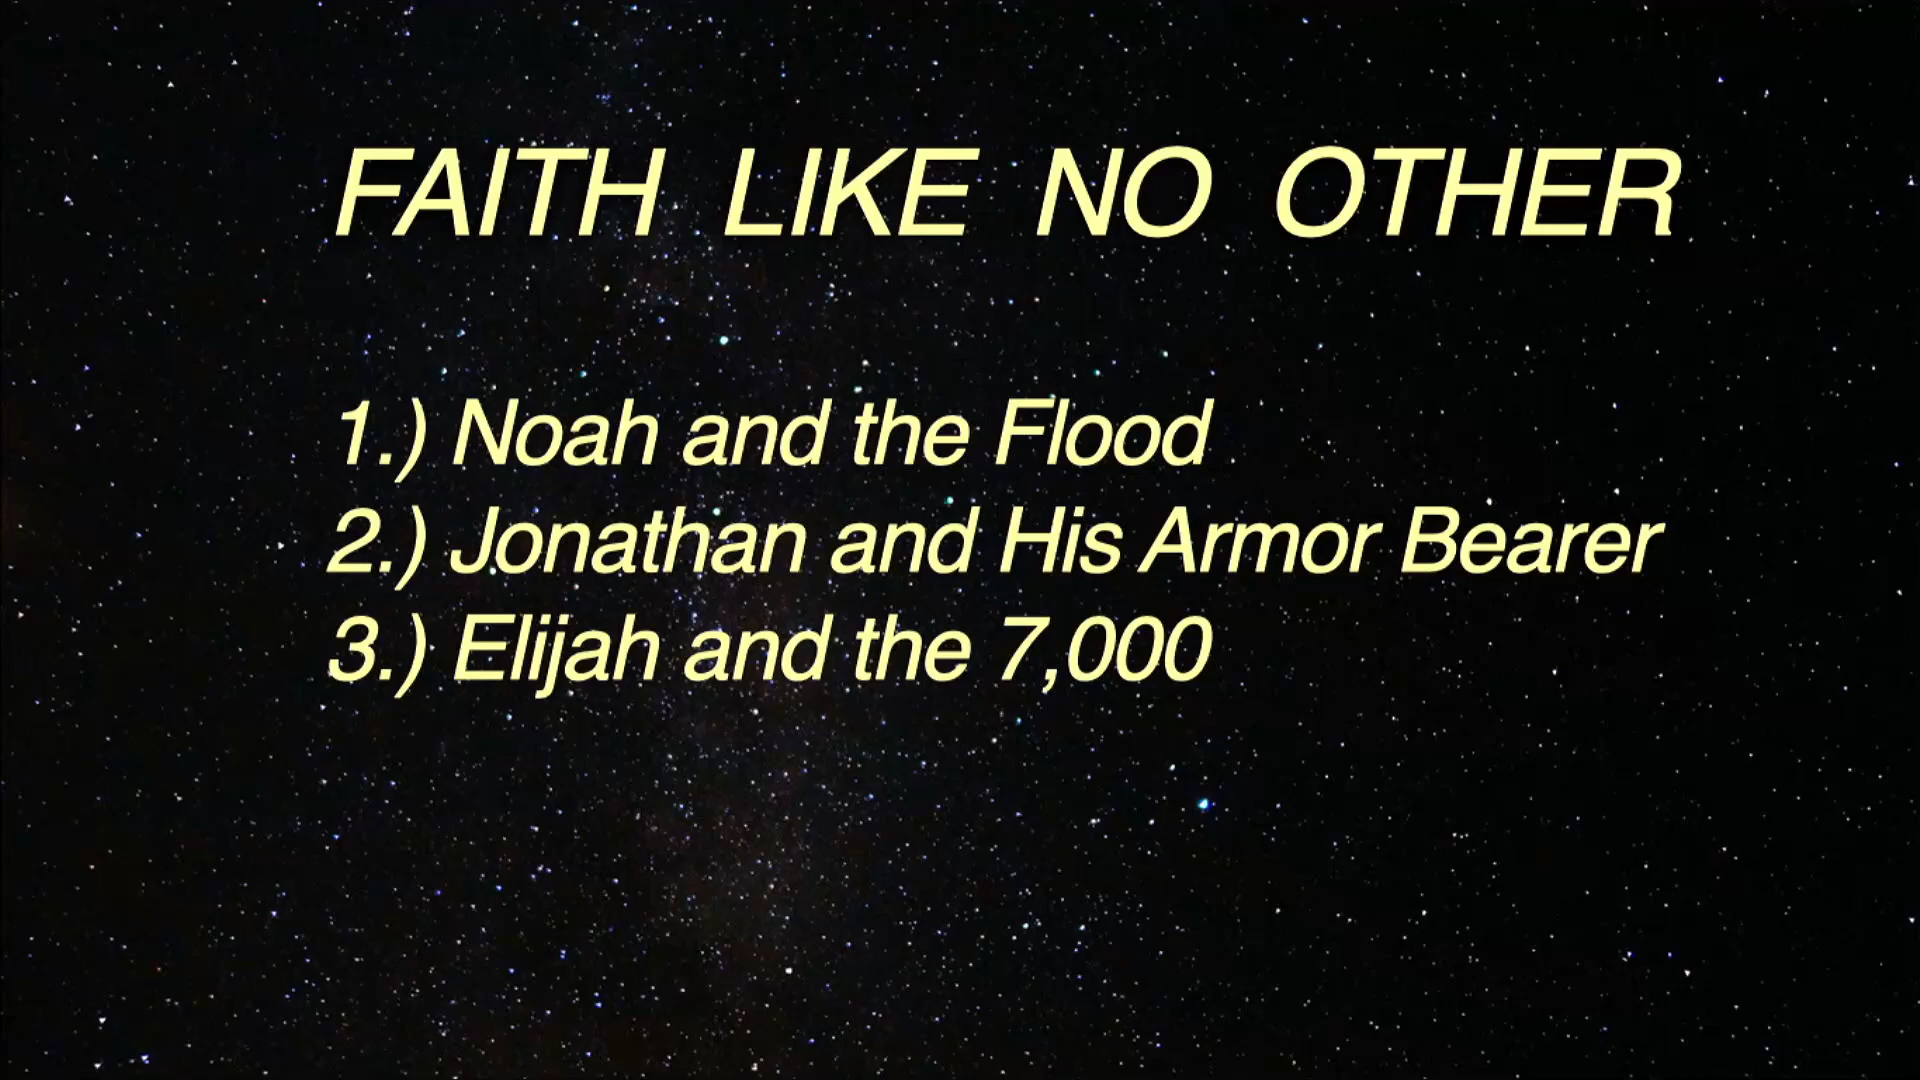 FAITH LIKE NO OTHER
1.) Noah and the Flood
2.) Jonathan and His Armor Bearer
3.) Elijah and the 7,000